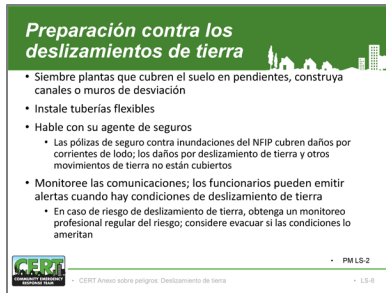 Preparación contra los
deslizamientos de tierra
• Siembre plantas que cubren el suelo en pendientes, construya
canales o muros de desviación
• Instale tuberías flexibles
• Hable con su agente de seguros
• Las pólizas de seguro contra inundaciones del NFIP cubren daños por
corrientes de lodo; los daños por deslizamiento de tierra y otros
movimientos de tierra no están cubiertos
• Monitoree las comunicaciones; los funcionarios pueden emitir
alertas cuando hay condiciones de deslizamiento de tierra
• En caso de riesgo de deslizamiento de tierra, obtenga un monitoreo
profesional regular del riesgo; considere evacuar si las condiciones lo
ameritan
• PM LS-2
CERT
COMMUNITY EMERGENCY
RESPONSE TEAM
• CERT Anexo sobre peligros: Deslizamiento de tierra
• LS-6